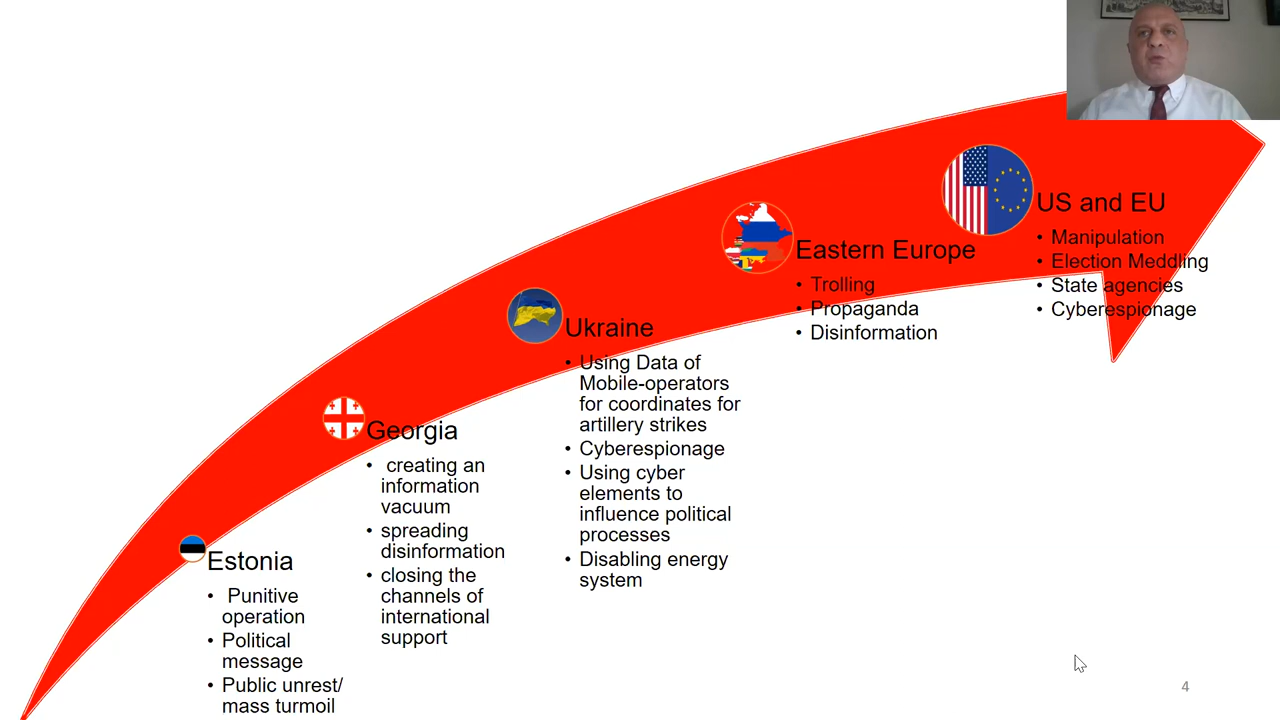 Estonia
• Punitive
operation
• Political
message
• Public unrest/
mass turmoil
Georgia
• creating an
information
vacuum
• spreading
disinformation
• closing the
channels of
international
support
Ukraine
• Using Data of
Mobile-operators
for coordinates for
artillery strikes
• Cyberespionage
• Using cyber
elements to
influence political
processes
• Disabling energy
system
Eastern Europe
• Trolling
• Propaganda
• Disinformation
US and EU
• Manipulation
• Election Meddling
• State agencies
• Cyberespionage
4